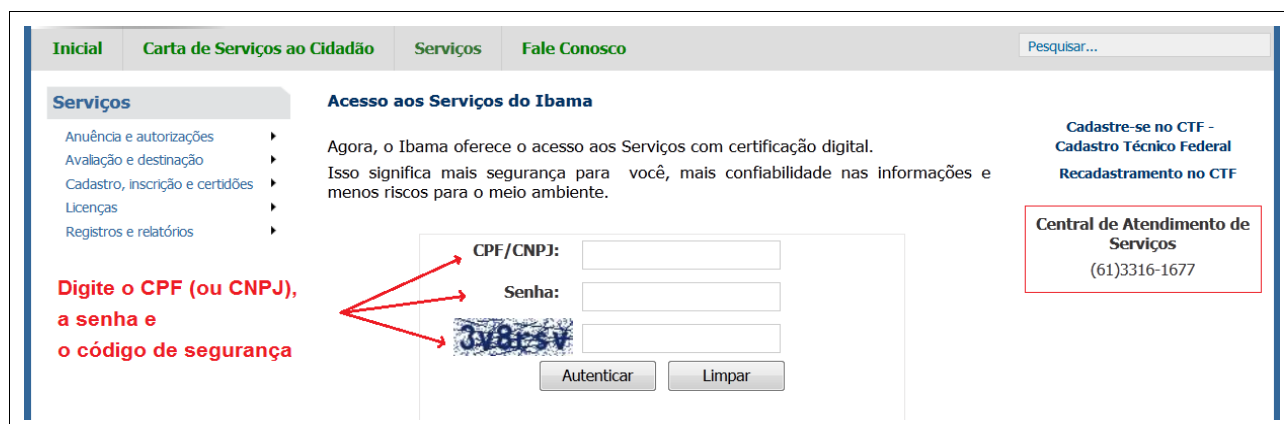 Inicial Carta de Serviços ao Cidadão Serviços Fale Conosco Pesquisar...
Serviços
Anuência e autorizações
Avaliação e destinação
Cadastro, inscrição e certidões
Licenças
Registros e relatórios
Digite o CPF (ou CNPJ),
a senha e
o código de segurança
Acesso aos Serviços do Ibama
Agora, o Ibama oferece o acesso aos Serviços com certificação digital.
Isso significa mais segurança para você, mais confiabilidade nas informações e
menos riscos para o meio ambiente.
CPF/CNPJ:
Senha:
3v8rsv
Autenticar Limpar
Cadastre-se no CTF -
Cadastro Técnico Federal
Recadastramento no CTF
Central de Atendimento de
Serviços
(61)3316-1677